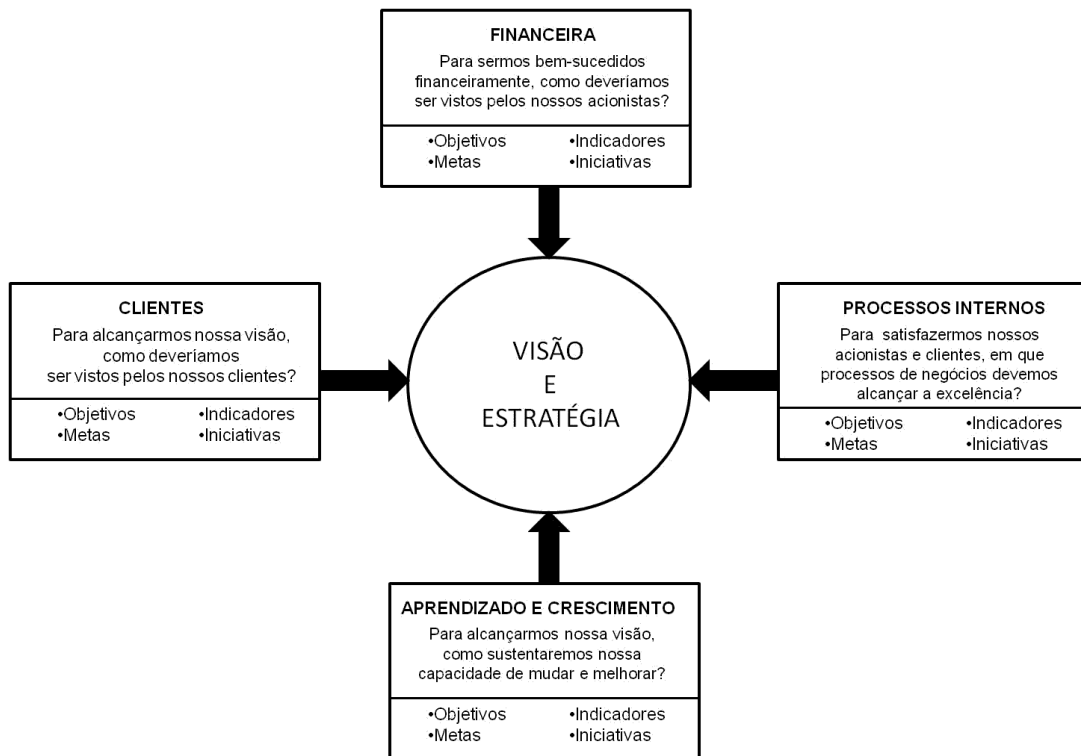 FINANCEIRA
Para sermos bem-sucedidos
financeiramente, como deveríamos
ser vistos pelos nossos acionistas?
•Objetivos •Indicadores
•Metas •Iniciativas
CLIENTES
Para alcançarmos nossa visão,
como deveríamos
ser vistos pelos nossos clientes?
•Objetivos •Indicadores
•Metas •Iniciativas
VISÃO
E
ESTRATÉGIA
PROCESSOS INTERNOS
Para satisfazermos nossos
acionistas e clientes, em que
processos de negócios devemos
alcançar a excelência?
•Objetivos •Indicadores
•Metas •Iniciativas
APRENDIZADO E CRESCIMENTO
Para alcançarmos nossa visão,
como sustentaremos nossa
capacidade de mudar e melhorar?
•Objetivos •Indicadores
•Metas •Iniciativas